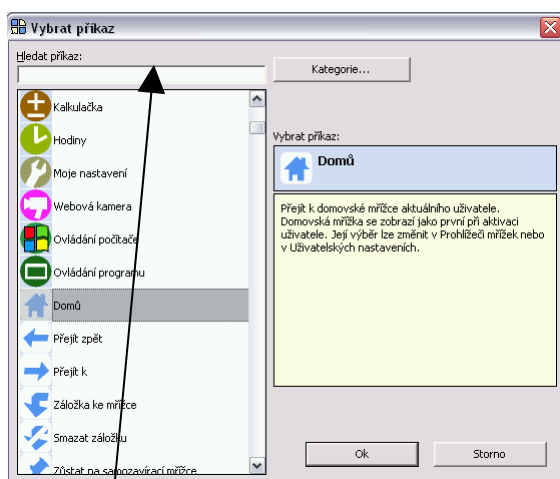 Vybrat příkaz
Hledat příkaz:
Kategorie...
Kalkulačka
Hodiny
Moje nastavení
Webová kamera
Ovládání počítače
Ovládání programu
Domů
Přejít zpět
Přejít k
Záložka ke mřížce
Smazat záložku
Zůstat na samozavírací mřížce
Vybrat příkaz:
Domů
Přejít k domovské mřížce aktuálního uživatele.
Domovská mřížka se zobrazí jako první při aktivaci
uživatele. Její výběr lze změnit v Prohlížeči mřížek nebo
v Uživatelských nastaveních.
Ok
Storno